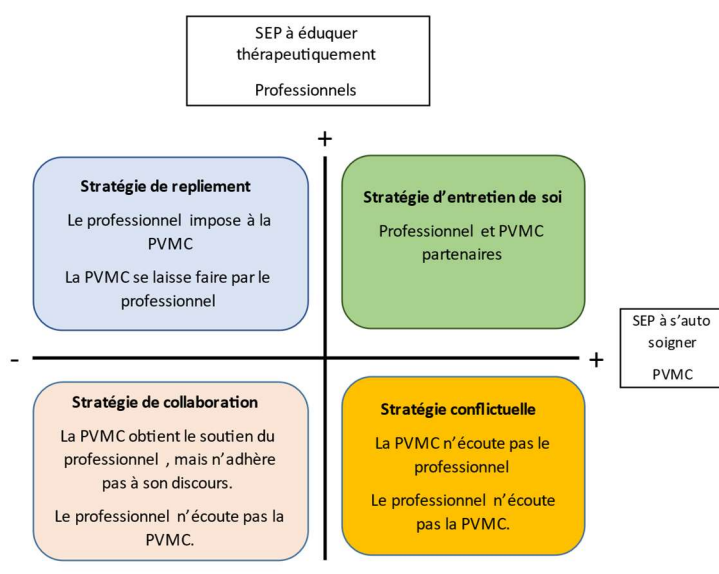 SEP à éduquer
thérapeutiquement
Professionnels
+
Stratégie de repliement
Le professionnel impose à la
PVMC
La PVMC se laisse faire par le
professionnel
Stratégie d'entretien de soi
Professionnel et PVMC
partenaires
-
+
SEP à s'auto
soigner
PVMC
Stratégie de collaboration
La PVMC obtient le soutien du
professionnel , mais n'adhère
pas à son discours.
Le professionnel n'écoute pas la
PVMC.
Stratégie conflictuelle
La PVMC n'écoute pas le
professionnel
Le professionnel n'écoute
pas la PVMC.